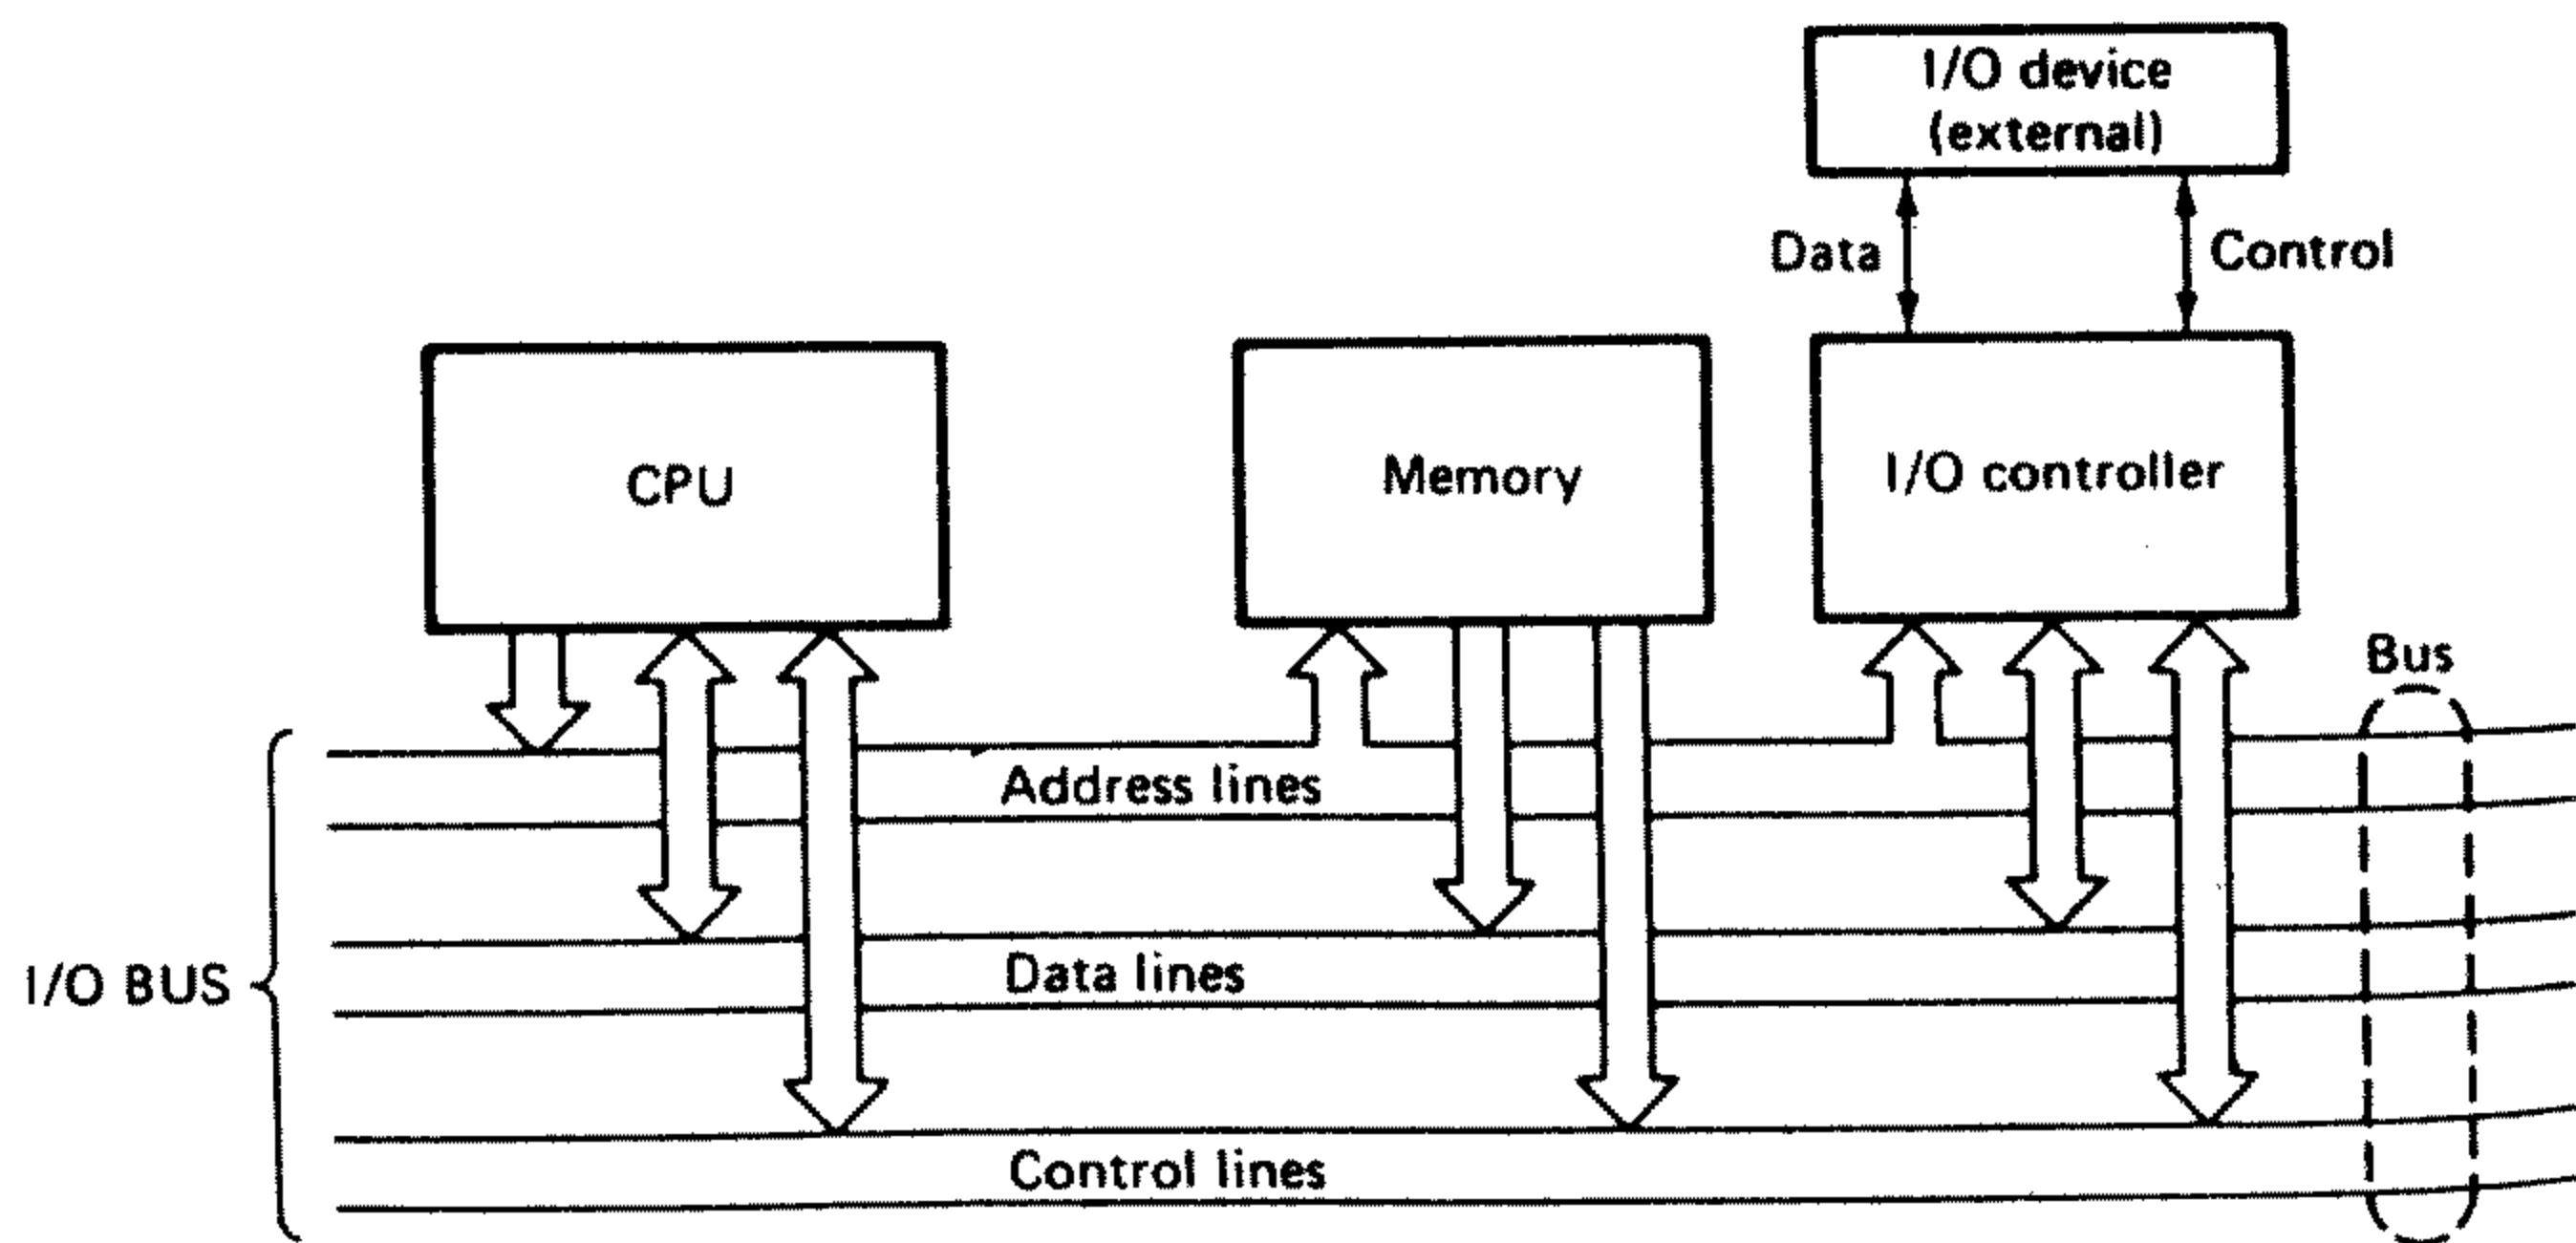 I/O device
(external)
Data
Control
CPU
Memory
I/O controller
Bus
Address lines
I/O BUS
Data lines
Control lines